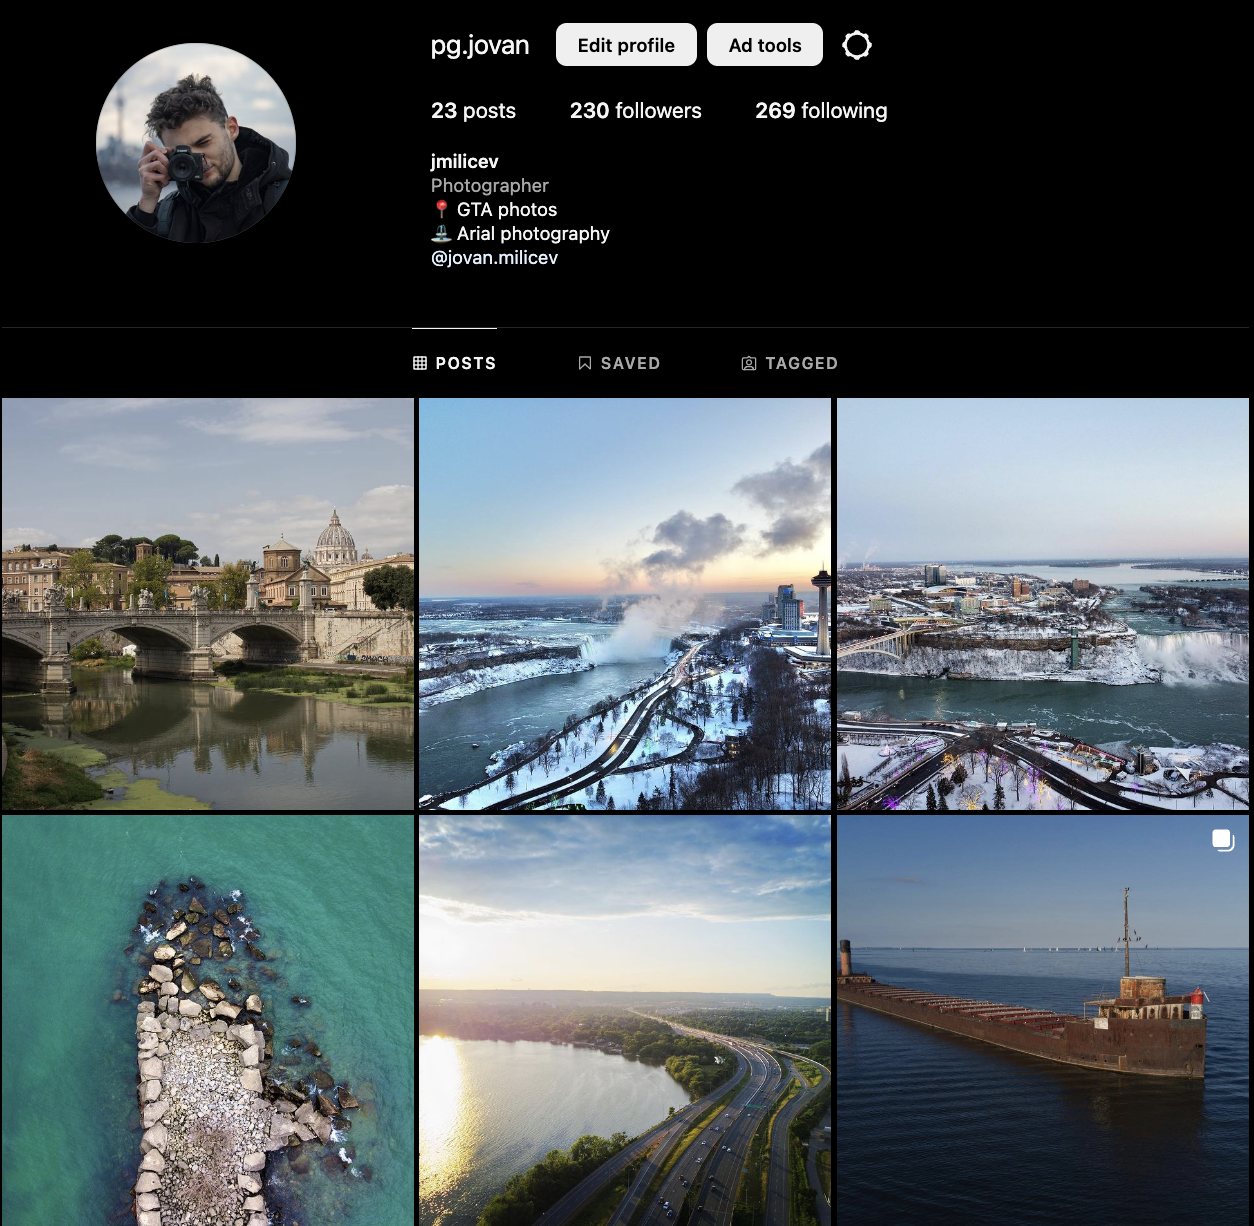 pg.jovan Edit profile Ad tools
23 posts 230 followers 269 following
jmilicev
Photographer
📍 GTA photos
⛲ Arial photography
@jovan.milicev
POSTS SAVED TAGGED